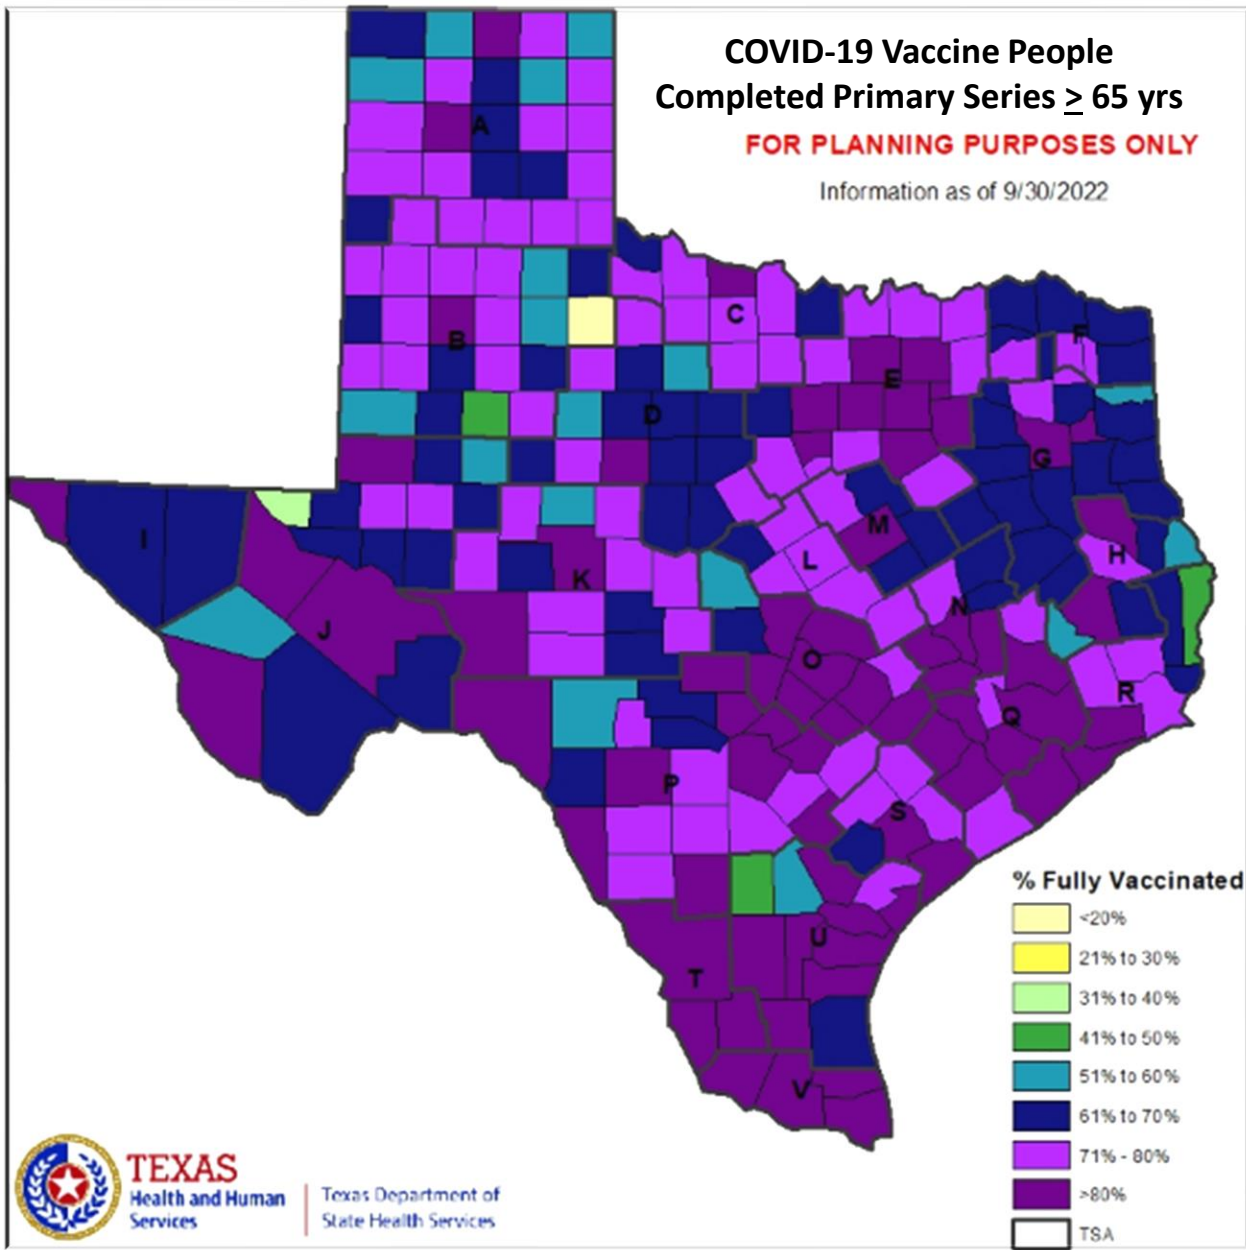 COVID-19 Vaccine People
Completed Primary Series ≥ 65 yrs
FOR PLANNING PURPOSES ONLY
Information as of 9/30/2022
A
C
F
B
E
D
G
I
M
H
L
K
N
J
O
R
Q
P
S
U
T
V
% Fully Vaccinated
<20%
21% to 30%
31% to 40%
41% to 50%
51% to 60%
61% to 70%
71% - 80%
>80%
TSA
TEXAS
Health and Human
Services
Texas Department of
State Health Services